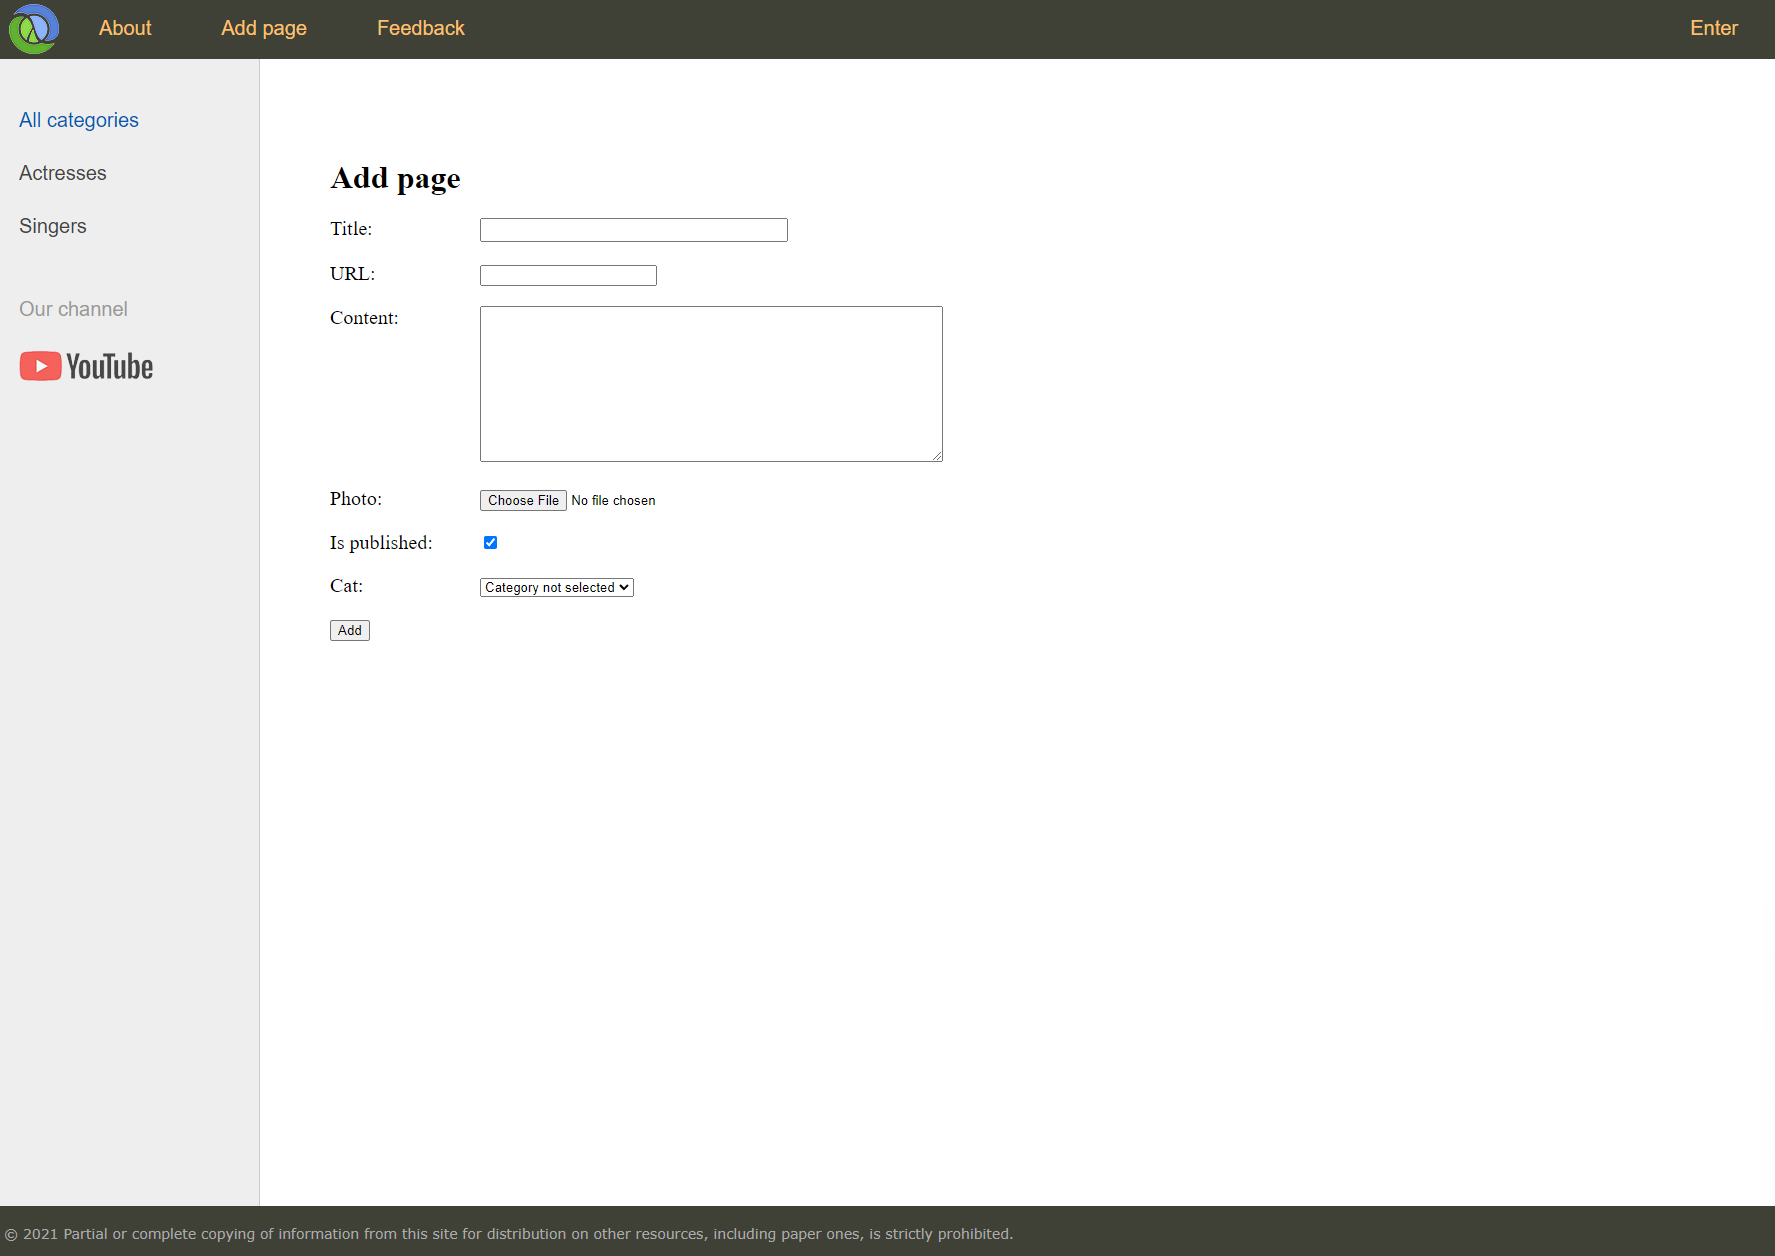 About Add page Feedback Enter
All categories
Actresses
Singers
Our channel
YouTube
Add page
Title:
URL:
Content:
Photo: Choose File No file chosen
Is published:
Cat: Category not selected
Add
© 2021 Partial or complete copying of information from this site for distribution on other resources, including paper ones, is strictly prohibited.